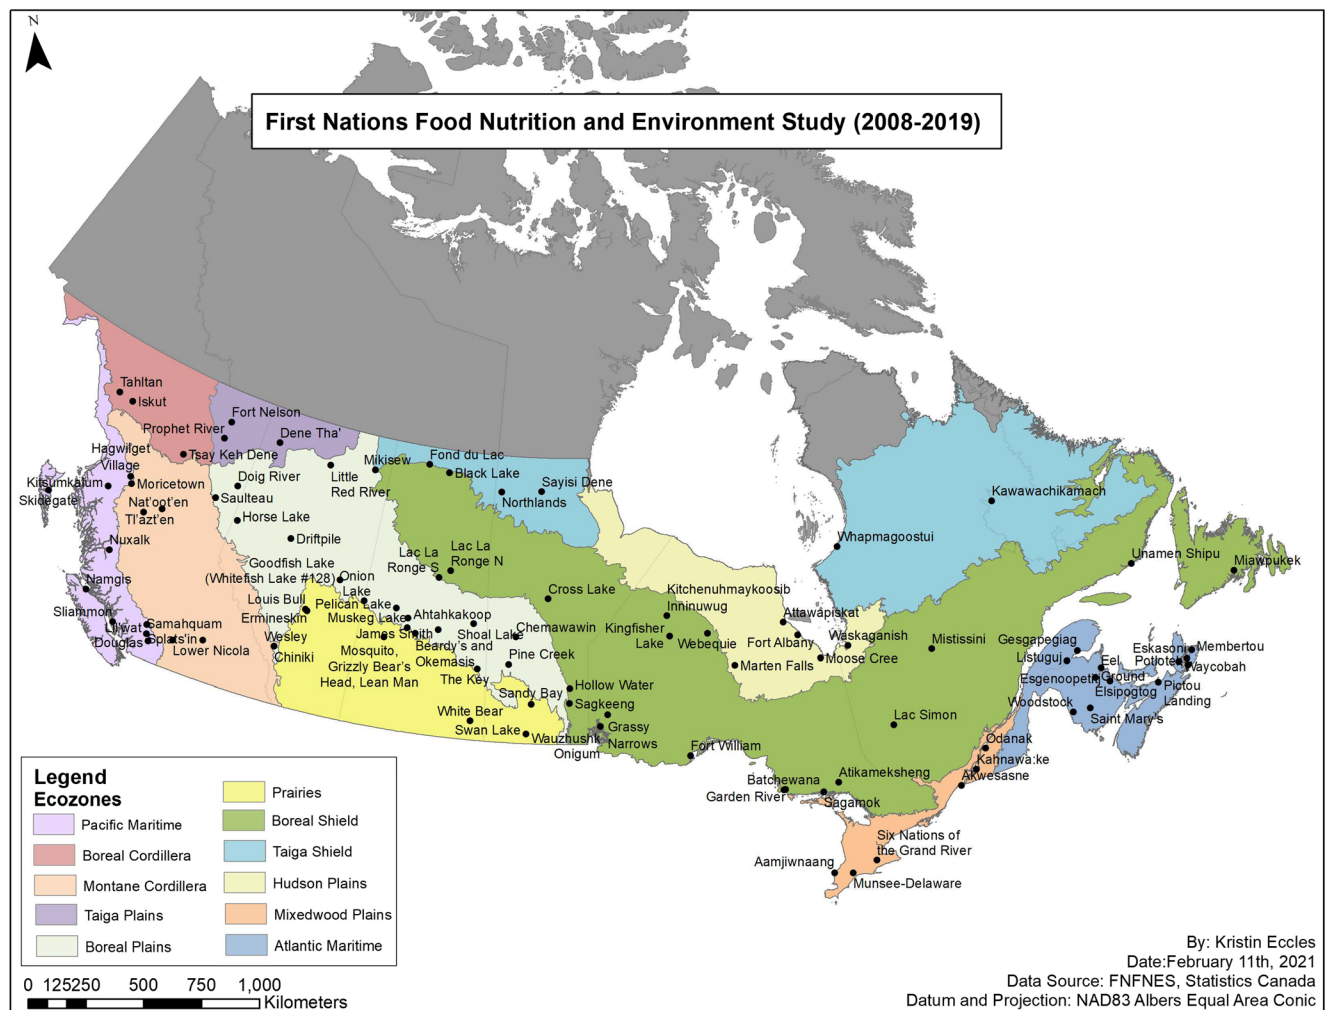 N
First Nations Food Nutrition and Environment Study (2008-2019)
Tahltan
Iskut
Fort Nelson
Prophet River
Dene Tha'
Hagwilget
Village
Tsay Keh Dene
Mikisew
Fond du Lac
Kitsumkalum
Doig River
Little
Red River
Black Lake
Sayisi Dene
Moricetown
Skidegate
Saulteau
Northlands
Kawawachikamach
Nat'oot'en
Tl'azt'en
Horse Lake
Nuxalk
Driftpile
Whapmagoostui
Lac La
Ronge S
Lac La
Ronge N
Unamen Shipu
Miawpukek
Goodfish Lake
(Whitefish Lake #128)
Onion
Lake
Namgis
Cross Lake
Kitchenuhmaykoosib
Inninuwug
Louis Bull
Pelican Lake
Attawapiskat
Sliammon
Ermineskin
Muskeg Lake
Ahtahkakoop
Samahquam
Lil'wat
Chemawawin
Kingfisher
Lake
Webequie
Fort Albany
Waskaganish
Mistissini
Gesgapegiag
Membertou
Eskasoni
Douglas
Splats'in
Wesley
James Smith
Shoal Lake
Lower Nicola
Beardy's and
Okemasis
Mosquito,
Grizzly Bear's
Head, Lean Man
Chiniki
Pine Creek
Moose Cree
Marten Falls
Listuguj
Eel
Ground
Potlotek
Waycobah
The Key
Esgenoopetitj
Elsipogtog
Pictou
Landing
Sandy Bay
Hollow Water
Woodstock
White Bear
Sagkeeng
Saint Mary's
Lac Simon
Swan Lake
Wauzhushk
Onigum
Grassy
Narrows
Fort William
Odanak
Kahnawa:ke
Akwesasne
Batchewana
Atikameksheng
Garden River
Sagamok
Six Nations of
the Grand River
Aamjiwnaang
Munsee-Delaware
Legend
Ecozones
Pacific Maritime
Boreal Cordillera
Montane Cordillera
Taiga Plains
Boreal Plains
Prairies
Boreal Shield
Taiga Shield
Hudson Plains
Mixedwood Plains
Atlantic Maritime
0 125250 500 750 1,000
Kilometers
By: Kristin Eccles
Date:February 11th, 2021
Data Source: FNFNES, Statistics Canada
Datum and Projection: NAD83 Albers Equal Area Conic